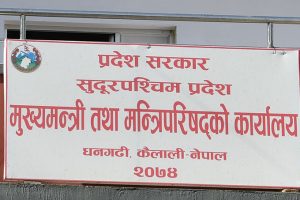 प्रदेश सरकार
सुदूरपश्चिम प्रदेश
मुख्यमन्त्री तथा मन्त्रिपरिषद्को कार्यालय
धनगढी, कैलाली-नेपाल
२०७४